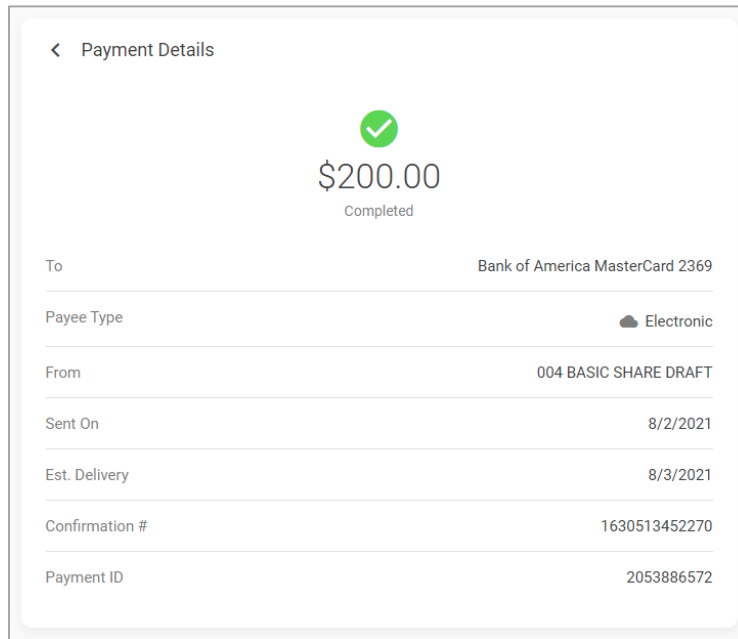 Payment Details
$200.00
Completed
To Bank of America MasterCard 2369
Payee Type Electronic
From 004 BASIC SHARE DRAFT
Sent On 8/2/2021
Est. Delivery 8/3/2021
Confirmation # 1630513452270
Payment ID 2053886572